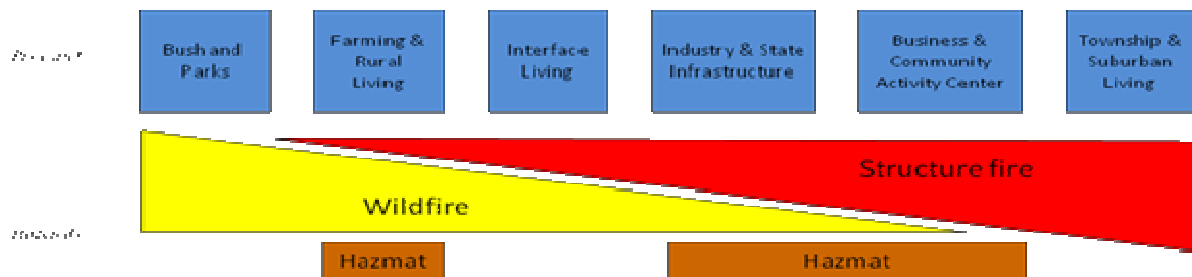 Bush and
Parks
Farming &
Rural
Living
Interface
Living
Industry & State
Infrastructure
Business &
Community
Activity Center
Township &
Suburban
Living
Structure fire
Wildfire
Hazmat
Hazmat